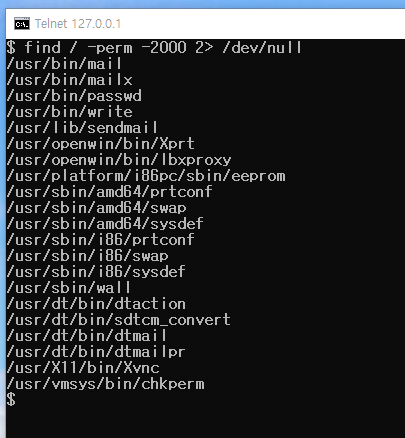 Telnet 127.0.0.1
$ find / -perm -2000 2> /dev/null
/usr/bin/mail
/usr/bin/mailx
/usr/bin/passwd
/usr/bin/write
/usr/lib/sendmail
/usr/openwin/bin/Xprt
/usr/openwin/bin/lbxproxy
/usr/platform/i86pc/sbin/eeprom
/usr/sbin/amd64/prtconf
/usr/sbin/amd64/swap
/usr/sbin/amd64/sysdef
/usr/sbin/i86/prtconf
/usr/sbin/i86/swap
/usr/sbin/i86/sysdef
/usr/sbin/wall
/usr/dt/bin/dtaction
/usr/dt/bin/sdtcm_convert
/usr/dt/bin/dtmail
/usr/dt/bin/dtmailpr
/usr/X11/bin/Xvnc
/usr/vmsys/bin/chkperm
$